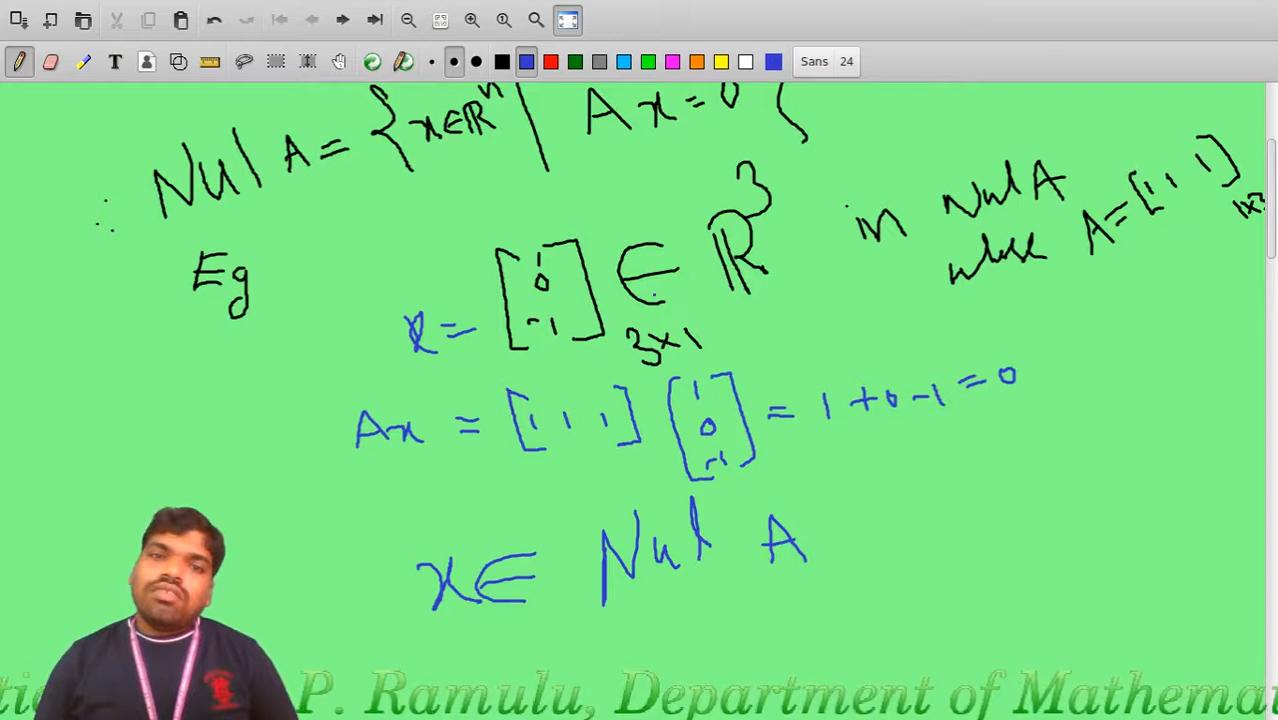 Sans 24
∴ Nul A = { x∈ℝⁿ | Ax = 0 }
Eg x = [1 0 -1] ∈ ℝ³ in Nul A
3×1
where A = [1 1 1]
Ax = [1 1 1] [1 0 -1] = 1 + 0 - 1 = 0
x ∈ Nul A
P. Ramulu, Department of Mathema